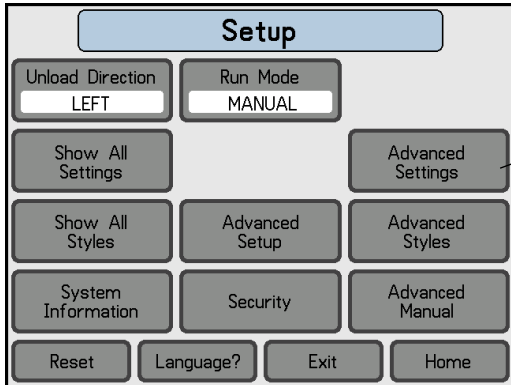 Setup
Unload Direction
LEFT
Run Mode
MANUAL
Show All
Settings
Advanced
Settings
Show All
Styles
Advanced
Setup
Advanced
Styles
System
Information
Security
Advanced
Manual
Reset
Language?
Exit
Home